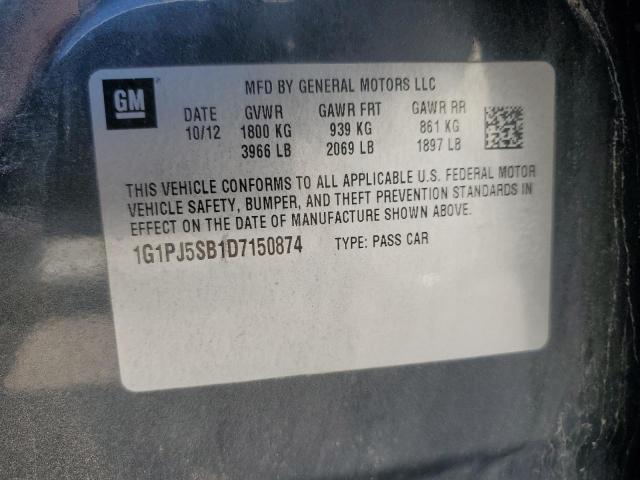 GM
MFD BY GENERAL MOTORS LLC
DATE GVWR GAWR FRT GAWR RR
10/12 1800 KG 939 KG 861 KG
3966 LB 2069 LB 1897 LB
THIS VEHICLE CONFORMS TO ALL APPLICABLE U.S. FEDERAL MOTOR
VEHICLE SAFETY, BUMPER, AND THEFT PREVENTION STANDARDS IN
EFFECT ON THE DATE OF MANUFACTURE SHOWN ABOVE.
1G1PJ5SB1D7150874 TYPE: PASS CAR